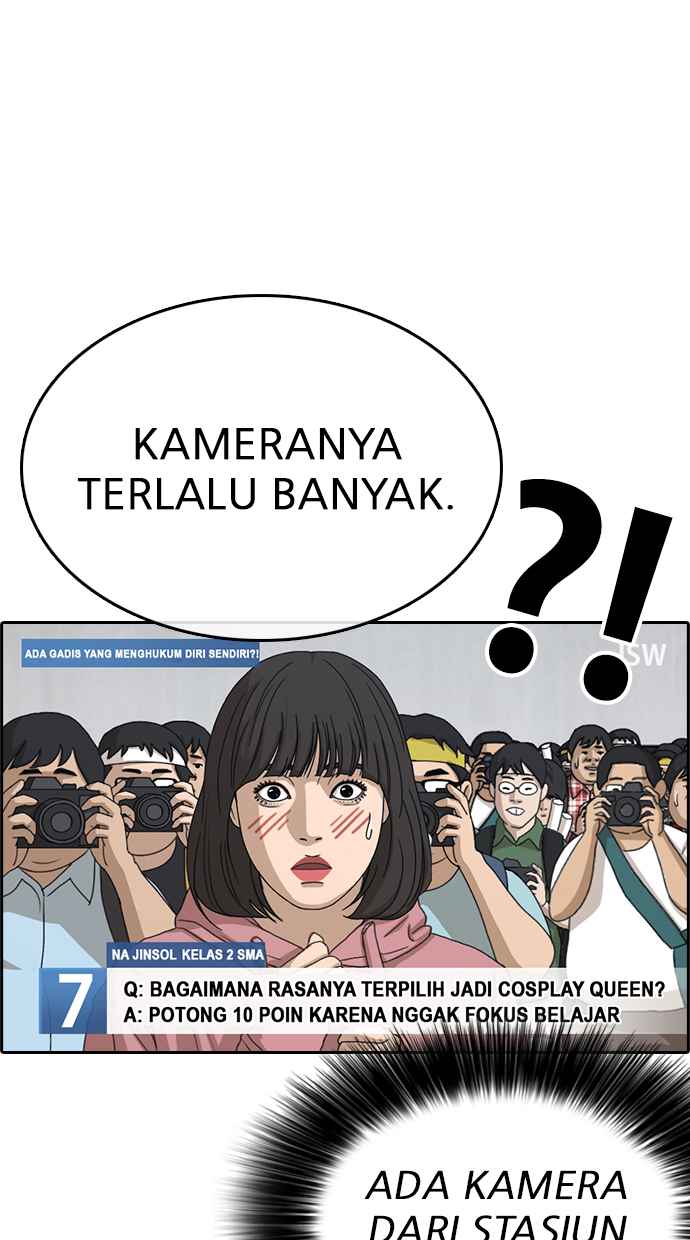 KAMERANYA
TERLALU BANYAK.
?!
ADA GADIS YANG MENGHUKUM DIRI SENDIRI?!
JSW
NA JINSOL KELAS 2 SMA
7
Q: BAGAIMANA RASANYA TERPILIH JADI COSPLAY QUEEN?
A: POTONG 10 POIN KARENA NGGAK FOKUS BELAJAR
ADA KAMERA
DARI STASIUN